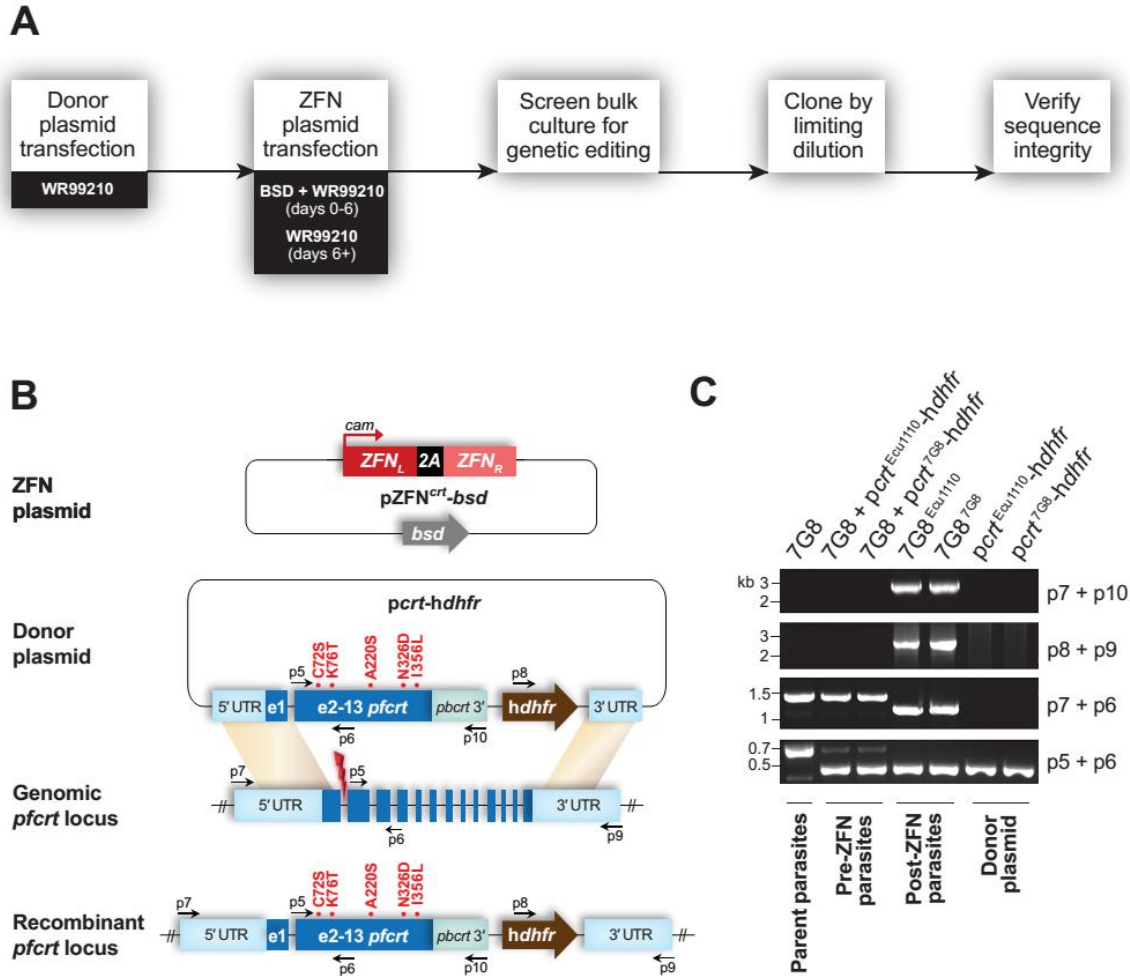 A
Donor
plasmid
transfection
WR99210
ZFN
plasmid
transfection
BSD + WR99210
(days 0-6)
WR99210
(days 6+)
Screen bulk
culture for
genetic editing
Clone by
limiting
dilution
Verify
sequence
integrity
B
ZFN
plasmid
cam
ZFNL 2A ZFNR
pZFNcrt-bsd
bsd
Donor
plasmid
pcrt-hdhfr
C72S
K76T
A220S
N326D
I356L
p5
p8
5' UTR e1 e2-13 pfcrt pbcrt 3' hdhfr 3' UTR
p6
p10
Genomic
pfcrt locus
p7
p5
5' UTR 3' UTR
p6
p9
Recombinant
pfcrt locus
C72S
K76T
A220S
N326D
I356L
p7
p5
p8
5' UTR e1 e2-13 pfcrt pbcrt 3' hdhfr 3' UTR
p6
p10
p9
C
7G8
7G8 + pcrtEcu1110-hdhfr
7G8 + pcrt7G8-hdhfr
7G8Ecu1110
7G87G8
pcrtEcu1110-hdhfr
pcrt7G8-hdhfr
kb 3
2
p7 + p10
3
2
p8 + p9
1.5
1
p7 + p6
0.7
0.5
p5 + p6
Parent parasites
Pre-ZFN
parasites
Post-ZFN
parasites
Donor
plasmid